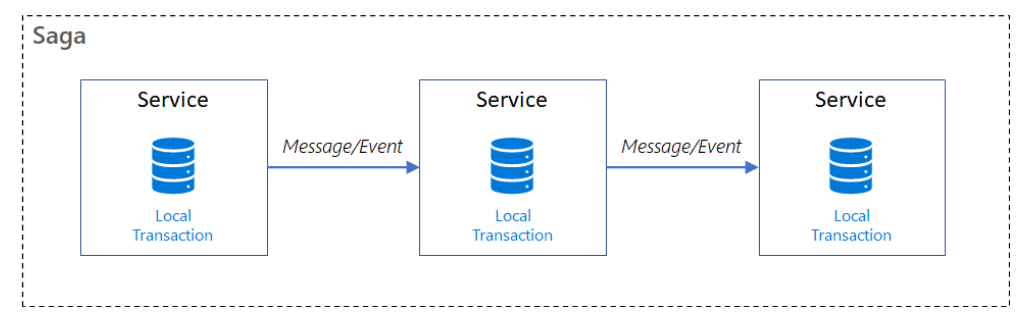 Saga
Service
Local
Transaction
Message/Event
Service
Local
Transaction
Message/Event
Service
Local
Transaction